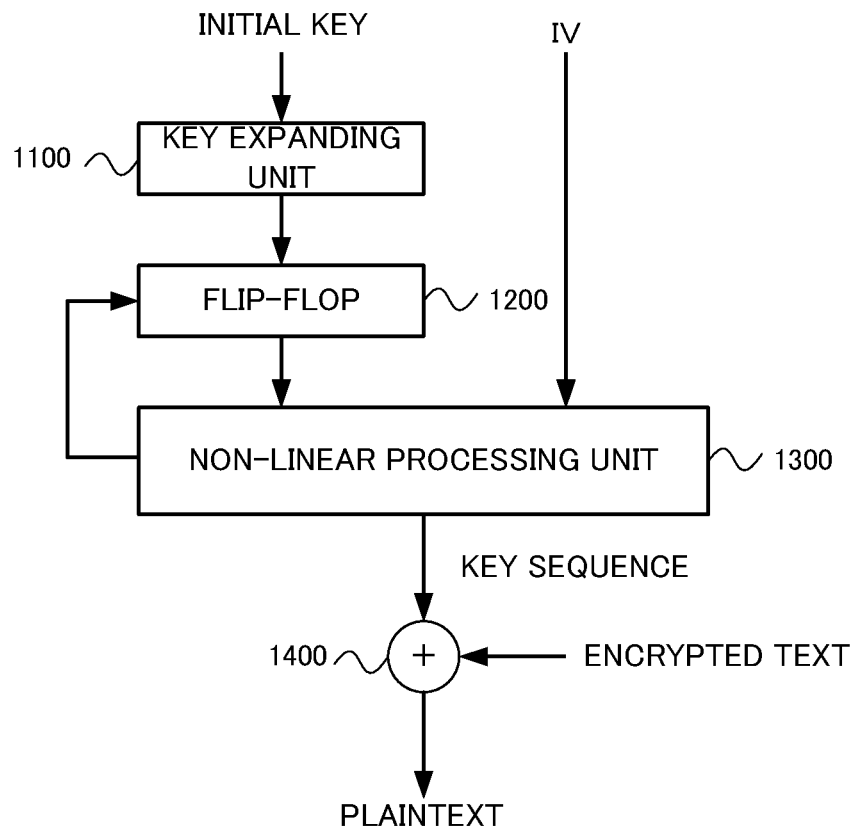 INITIAL KEY
IV
KEY EXPANDING
UNIT
1100
FLIP-FLOP
1200
NON-LINEAR PROCESSING UNIT
1300
KEY SEQUENCE
1400
+
ENCRYPTED TEXT
PLAINTEXT